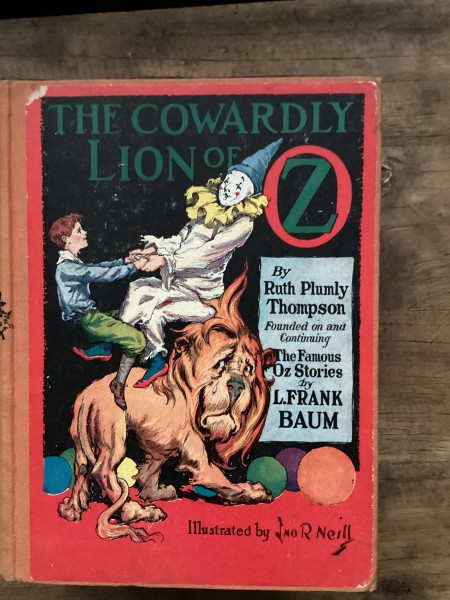 THE COWARDLY
LION OF OZ
By
Ruth Plumly
Thompson
Founded on and
Continuing
The Famous
Oz Stories
by
L. FRANK
BAUM
Illustrated by Jno R Neill